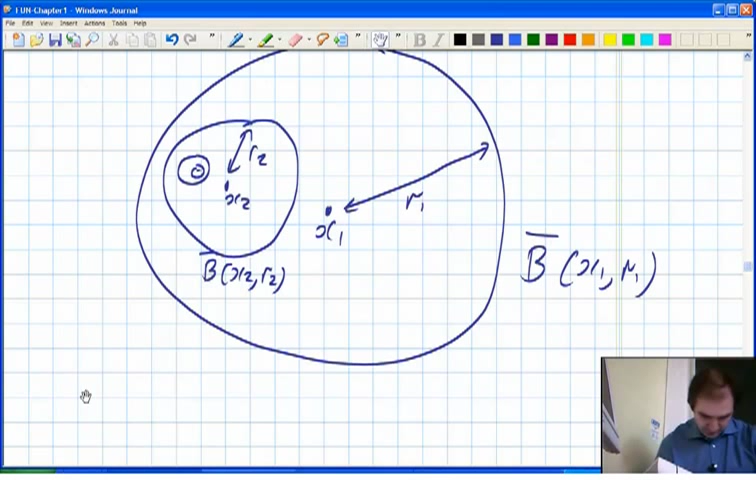 FUN-Chapter1 - Windows Journal
File Edit View Insert Actions Tools Help
B I
r₂
x₂
r₁
x₁
B̅(x₂,r₂)
B̅ (x₁, r₁)